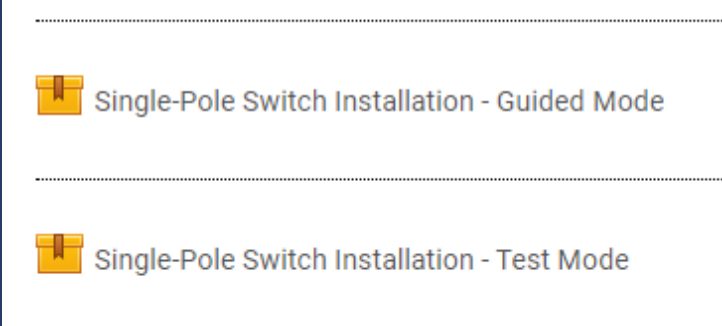 Single-Pole Switch Installation - Guided Mode
Single-Pole Switch Installation - Test Mode